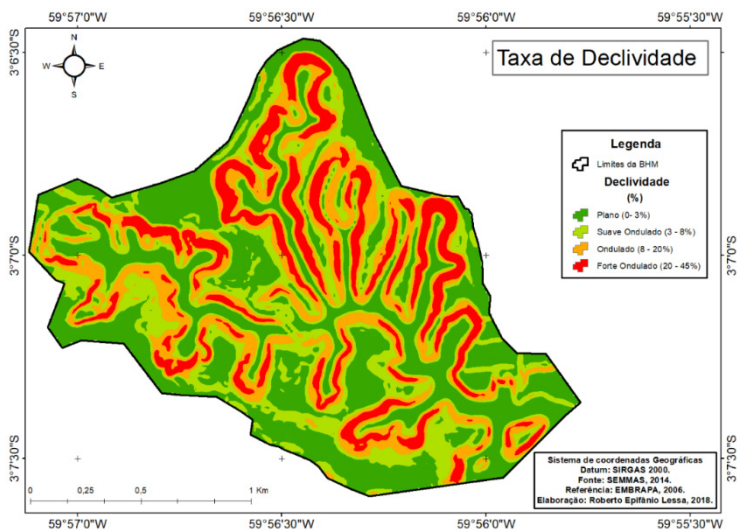 59°57'0"W 59°56'30"W 59°56'0"W 59°55'30"W
3°6'30"S
3°6'30"S
N
W E
S
Taxa de Declividade
Legenda
Limites da BHM
Declividade
(%)
Plano (0- 3%)
Suave Ondulado (3 - 8%)
Ondulado (8 - 20%)
Forte Ondulado (20 - 45%)
3°7'0"S
3°7'0"S
3°7'30"S
3°7'30"S
Sistema de coordenadas Geográficas
Datum: SIRGAS 2000.
Fonte: SEMMAS, 2014.
Referência: EMBRAPA, 2006.
Elaboração: Roberto Epifânio Lessa, 2018.
0 0,25 0,5 1 Km
59°57'0"W 59°56'30"W 59°56'0"W 59°55'30"W